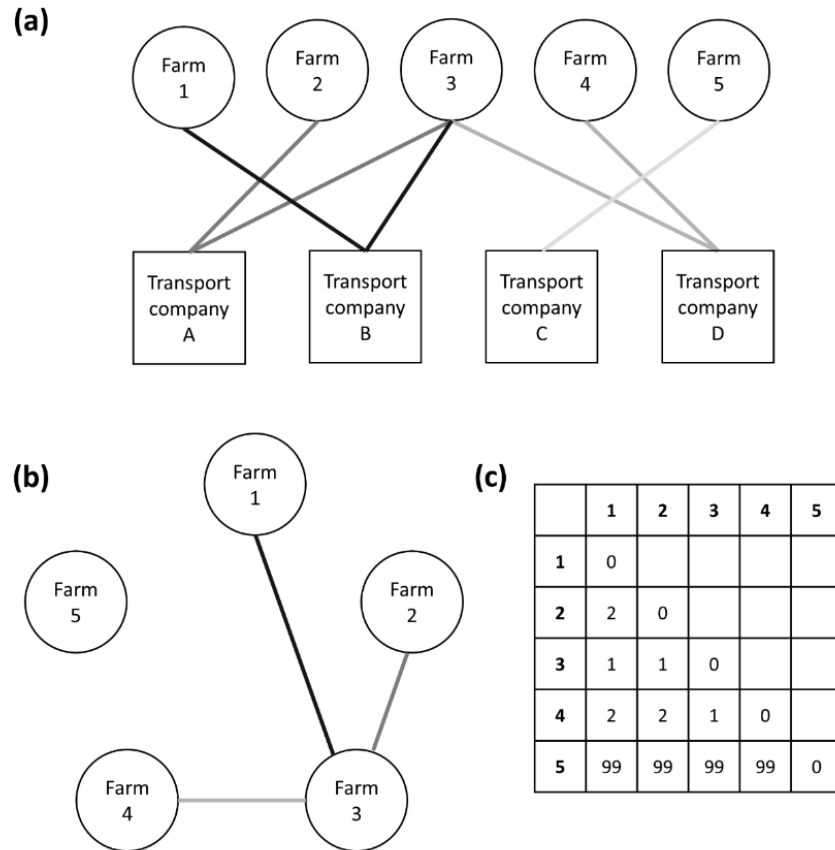 (a)
Farm
1
Farm
2
Farm
3
Farm
4
Farm
5
Transport
company
A
Transport
company
B
Transport
company
C
Transport
company
D
(b)
Farm
1
Farm
5
Farm
2
Farm
4
Farm
3
(c)
1 2 3 4 5
1 0
2 2 0
3 1 1 0
4 2 2 1 0
5 99 99 99 99 0